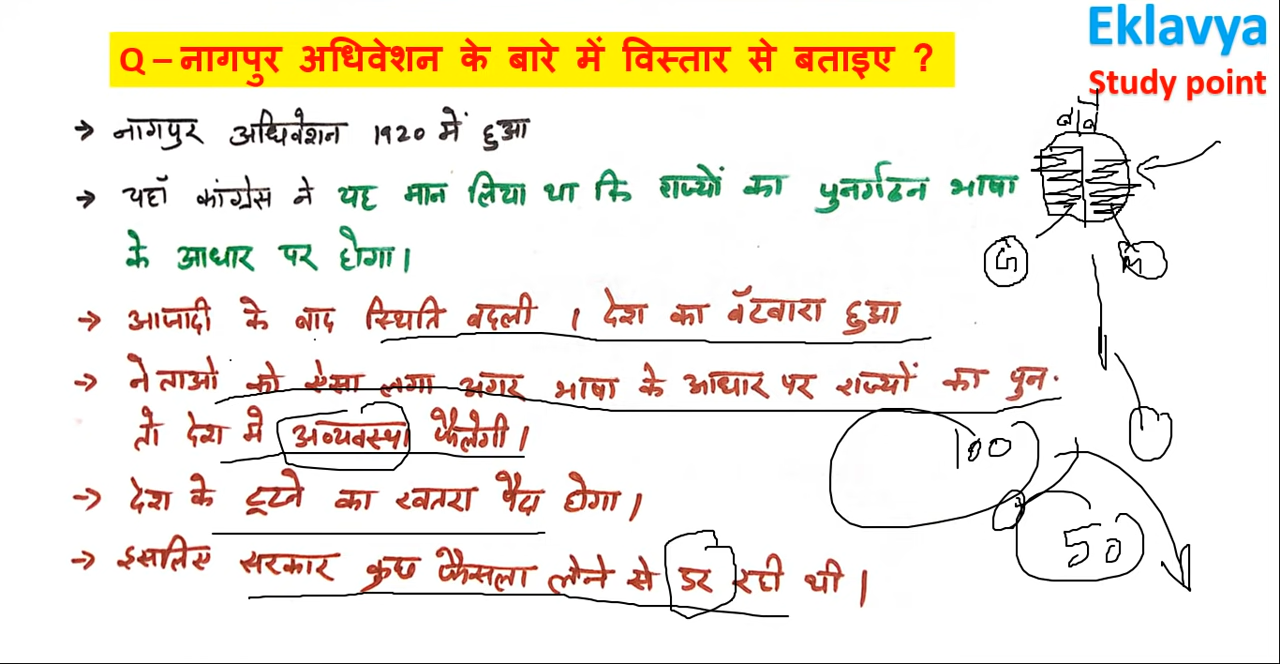 Eklavya
Study point
Q – नागपुर अधिवेशन के बारे में विस्तार से बताइए ?
→ नागपुर अधिवेशन 1920 में हुआ
→ यहाँ कांग्रेस ने यह मान लिया था कि राज्यों का पुनर्गठन भाषा
के आधार पर होगा।
→ आजादी के बाद स्थिति बदली । देश का बँटवारा हुआ
→ नेताओं को ऐसा लगा अगर भाषा के आधार पर राज्यों का पुन.
तो देश में अव्यवस्था फैलेगी।
→ देश के टूटने का खतरा पैदा होगा।
→ इसलिए सरकार कुछ फैसला लेने से डर रही थी।
100
50